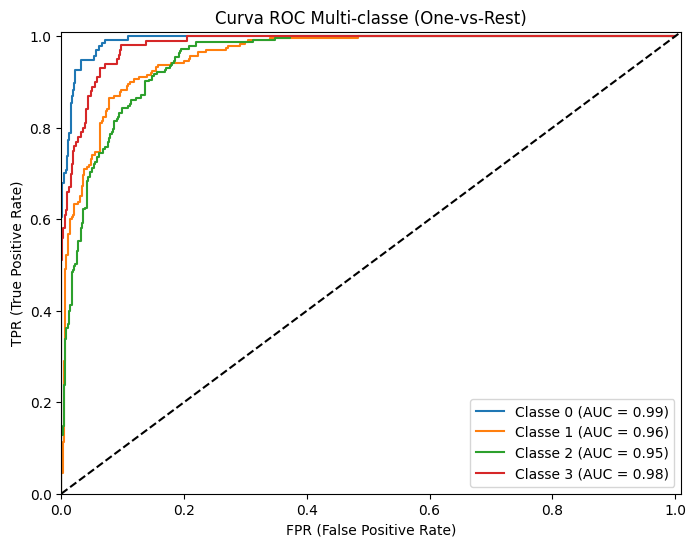 Curva ROC Multi-classe (One-vs-Rest)
TPR (True Positive Rate)
1.0
0.8
0.6
0.4
0.2
0.0
0.0 0.2 0.4 0.6 0.8 1.0
FPR (False Positive Rate)
Classe 0 (AUC = 0.99)
Classe 1 (AUC = 0.96)
Classe 2 (AUC = 0.95)
Classe 3 (AUC = 0.98)